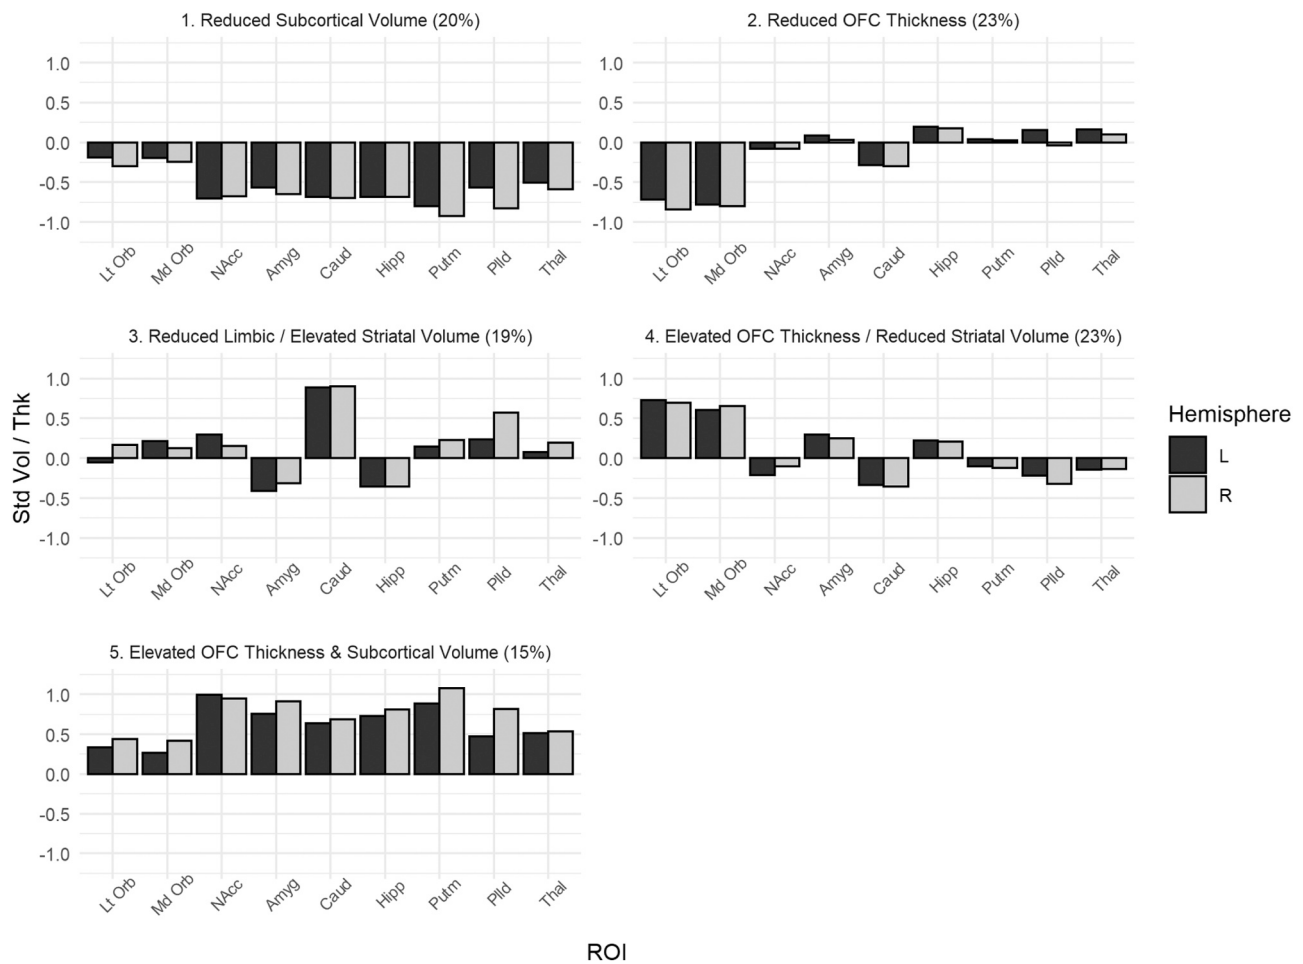 1. Reduced Subcortical Volume (20%)
1.0
0.5
0.0
-0.5
-1.0
Lt Orb Md Orb NAcc Amyg Caud Hipp Putm Plld Thal
2. Reduced OFC Thickness (23%)
1.0
0.5
0.0
-0.5
-1.0
Lt Orb Md Orb NAcc Amyg Caud Hipp Putm Plld Thal
3. Reduced Limbic / Elevated Striatal Volume (19%)
1.0
0.5
0.0
-0.5
-1.0
Lt Orb Md Orb NAcc Amyg Caud Hipp Putm Plld Thal
4. Elevated OFC Thickness / Reduced Striatal Volume (23%)
1.0
0.5
0.0
-0.5
-1.0
Lt Orb Md Orb NAcc Amyg Caud Hipp Putm Plld Thal
5. Elevated OFC Thickness & Subcortical Volume (15%)
1.0
0.5
0.0
-0.5
-1.0
Lt Orb Md Orb NAcc Amyg Caud Hipp Putm Plld Thal
Std Vol / Thk
ROI
Hemisphere
L
R